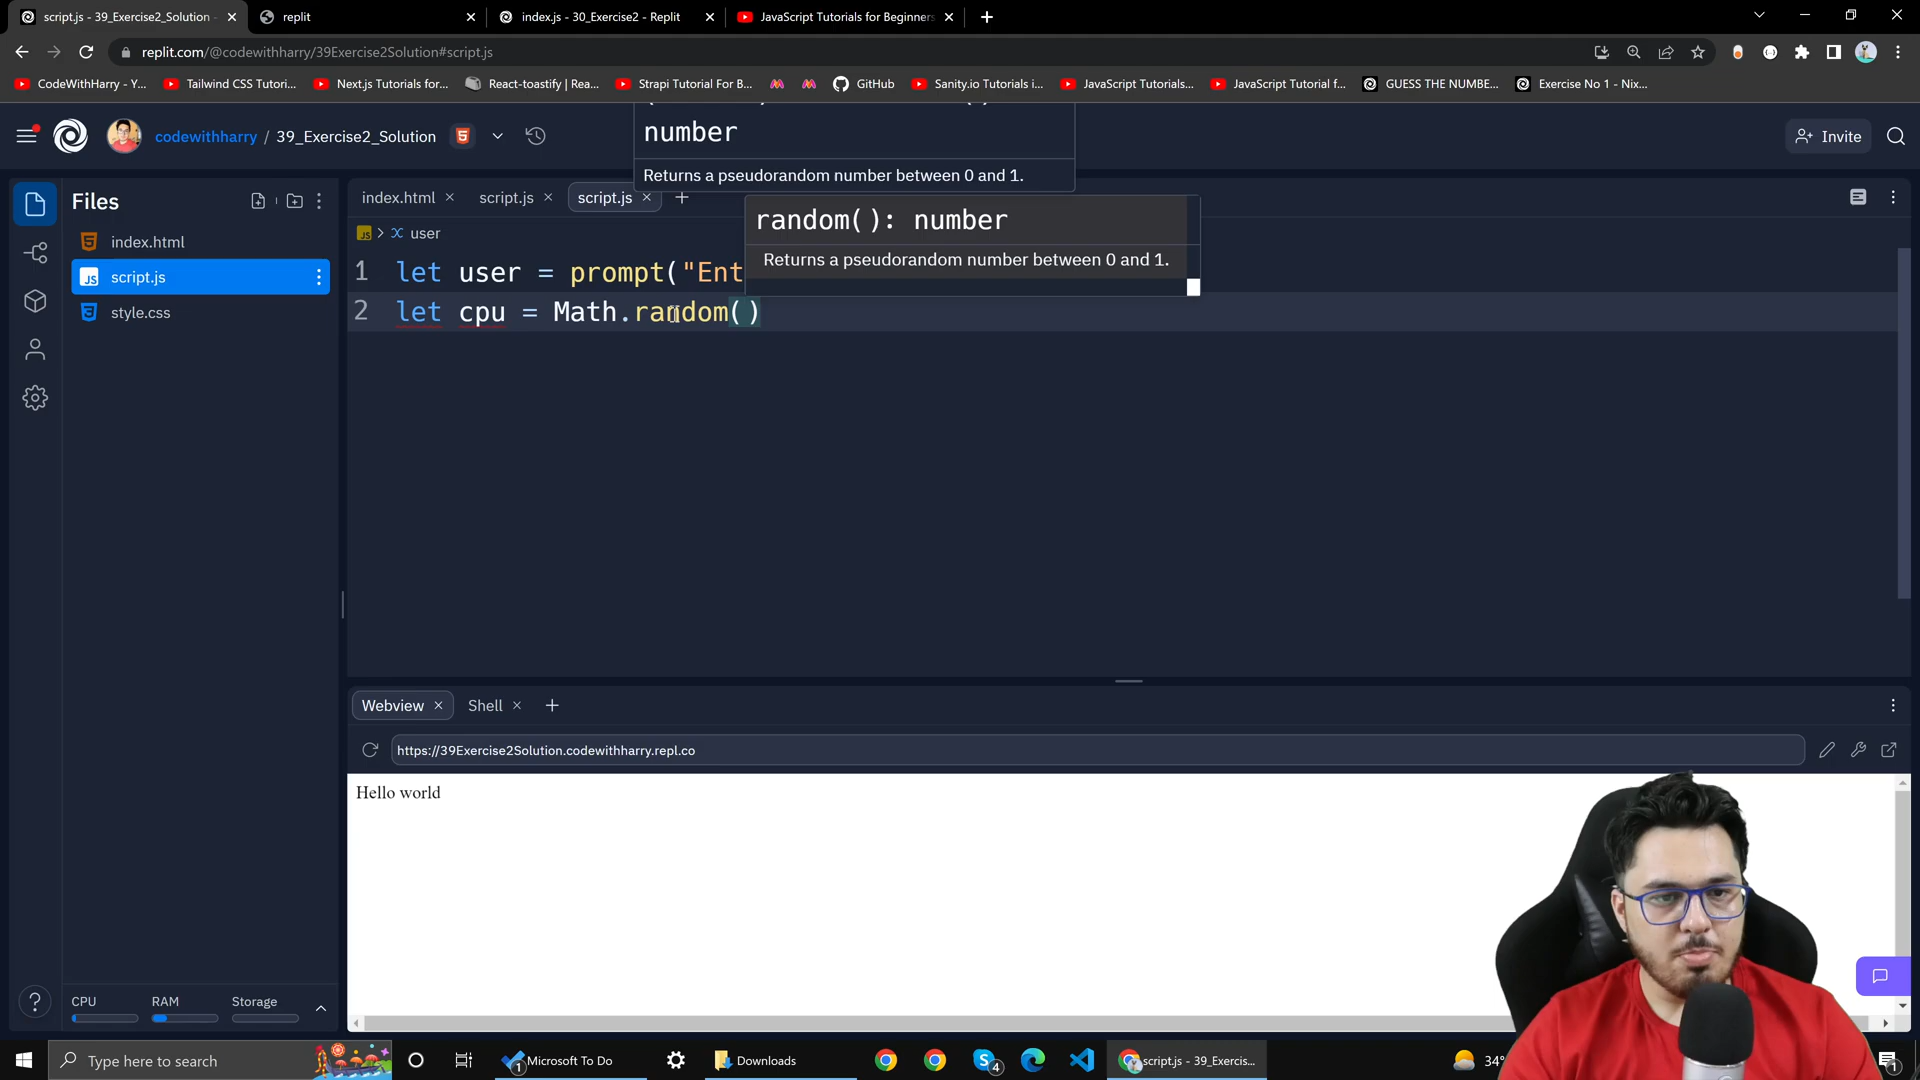 script.js - 39_Exercise2_Solution -
replit
index.js - 30_Exercise2 - Replit
JavaScript Tutorials for Beginners
replit.com/@codewithharry/39Exercise2Solution#script.js
CodeWithHarry - Y...
Tailwind CSS Tutori...
Next.js Tutorials for...
React-toastify | Rea...
Strapi Tutorial For B...
GitHub
Sanity.io Tutorials i...
JavaScript Tutorials...
JavaScript Tutorial f...
GUESS THE NUMBE...
Exercise No 1 - Nix...
codewithharry / 39_Exercise2_Solution
Invite
number
Returns a pseudorandom number between 0 and 1.
Files
index.html
script.js
style.css
index.html
script.js
script.js
user
random(): number
Returns a pseudorandom number between 0 and 1.
1 let user = prompt("Ent
2 let cpu = Math.random()
Webview
Shell
https://39Exercise2Solution.codewithharry.repl.co
Hello world
CPU
RAM
Storage
Type here to search
1
Microsoft To Do
Downloads
4
script.js - 39_Exercis...
34°
1